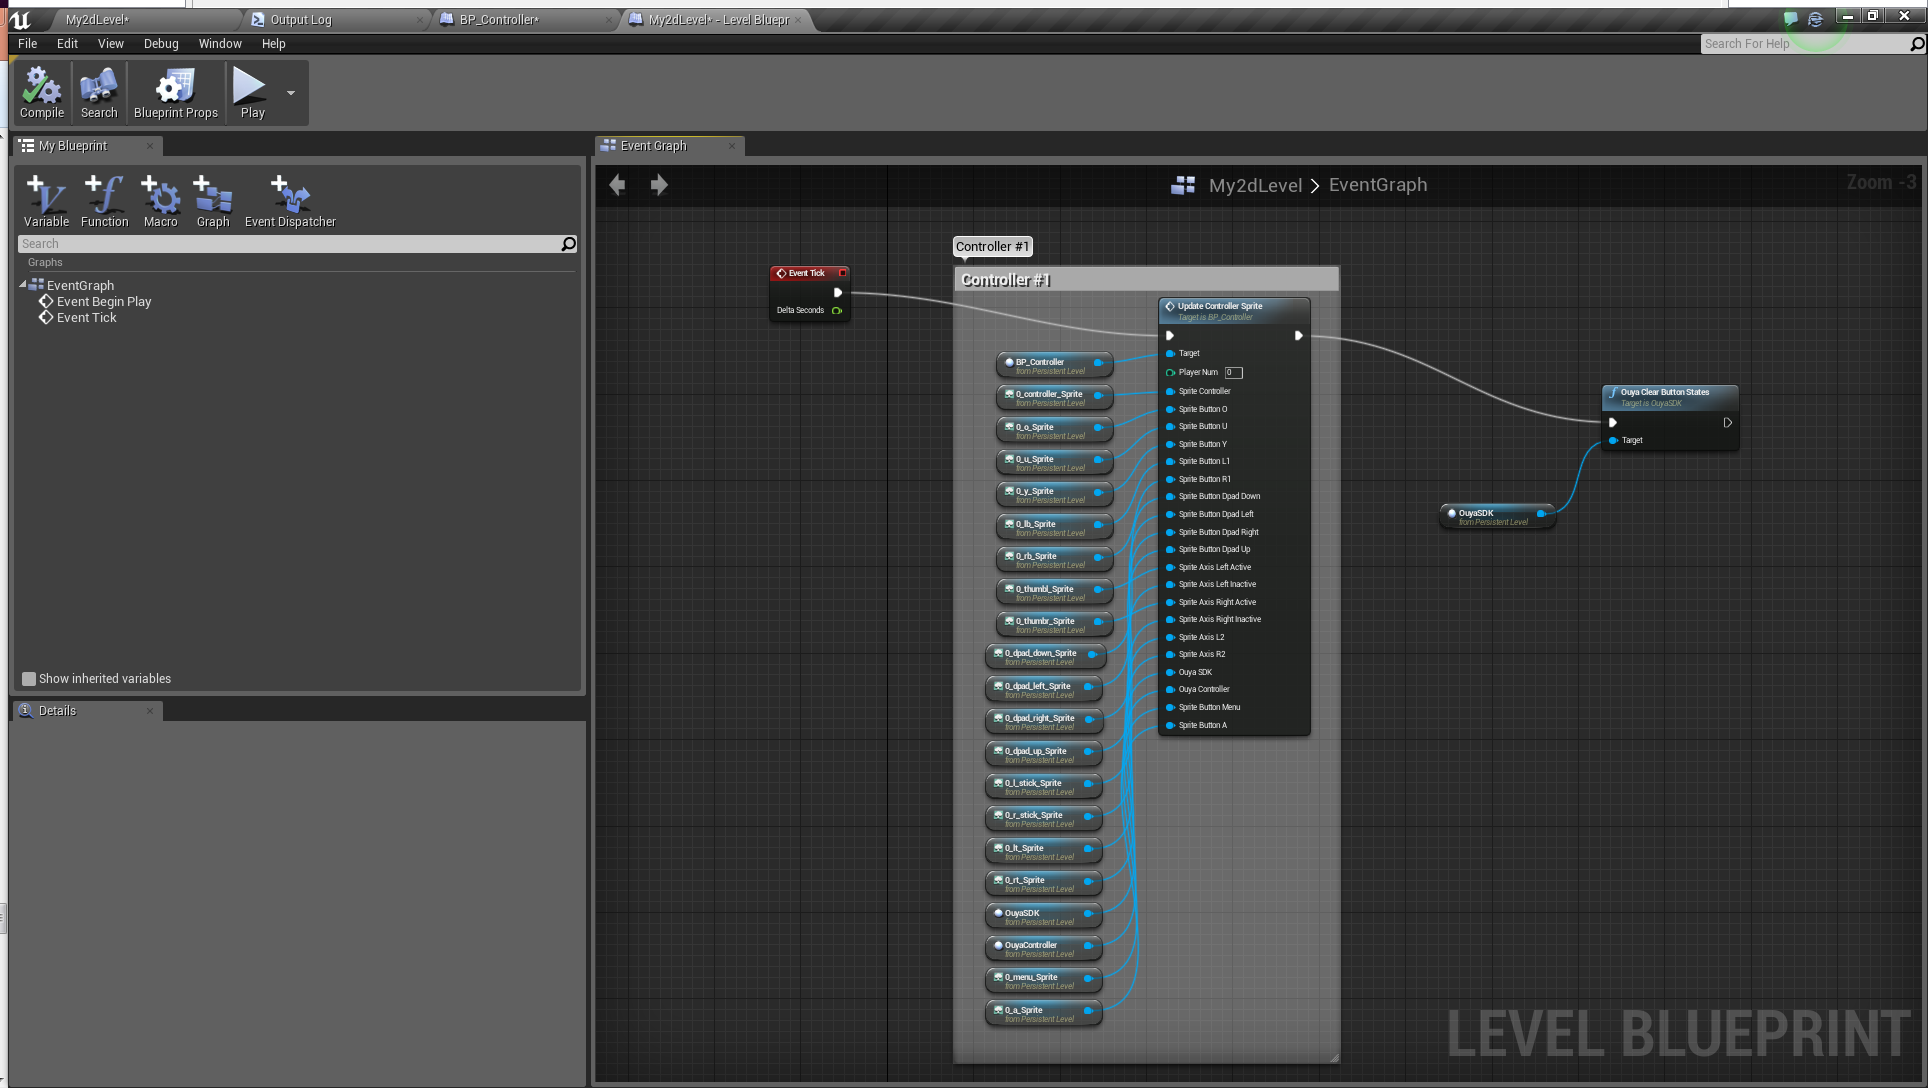 My2dLevel*
Output Log
BP_Controller*
My2dLevel* - Level Bluepr
File Edit View Debug Window Help
Search For Help
Compile
Search
Blueprint Props
Play
My Blueprint
Variable
Function
Macro
Graph
Event Dispatcher
Search
Graphs
EventGraph
Event Begin Play
Event Tick
Show inherited variables
Details
Event Graph
My2dLevel > EventGraph
Zoom -3
Controller #1
Controller #1
Event Tick
Delta Seconds
Update Controller Sprite
Target is BP_Controller
Target
Player Num 0
Sprite Controller
Sprite Button O
Sprite Button U
Sprite Button Y
Sprite Button L1
Sprite Button R1
Sprite Button Dpad Down
Sprite Button Dpad Left
Sprite Button Dpad Right
Sprite Button Dpad Up
Sprite Axis Left Active
Sprite Axis Left Inactive
Sprite Axis Right Active
Sprite Axis Right Inactive
Sprite Axis L2
Sprite Axis R2
Ouya SDK
Ouya Controller
Sprite Button Menu
Sprite Button A
BP_Controller
from Persistent Level
0_controller_Sprite
from Persistent Level
0_o_Sprite
from Persistent Level
0_u_Sprite
from Persistent Level
0_y_Sprite
from Persistent Level
0_lb_Sprite
from Persistent Level
0_rb_Sprite
from Persistent Level
0_thumbl_Sprite
from Persistent Level
0_thumbr_Sprite
from Persistent Level
0_dpad_down_Sprite
from Persistent Level
0_dpad_left_Sprite
from Persistent Level
0_dpad_right_Sprite
from Persistent Level
0_dpad_up_Sprite
from Persistent Level
0_l_stick_Sprite
from Persistent Level
0_r_stick_Sprite
from Persistent Level
0_lt_Sprite
from Persistent Level
0_rt_Sprite
from Persistent Level
OuyaSDK
from Persistent Level
OuyaController
from Persistent Level
0_menu_Sprite
from Persistent Level
0_a_Sprite
from Persistent Level
Ouya Clear Button States
Target is OuyaSDK
Target
OuyaSDK
from Persistent Level
LEVEL BLUEPRINT